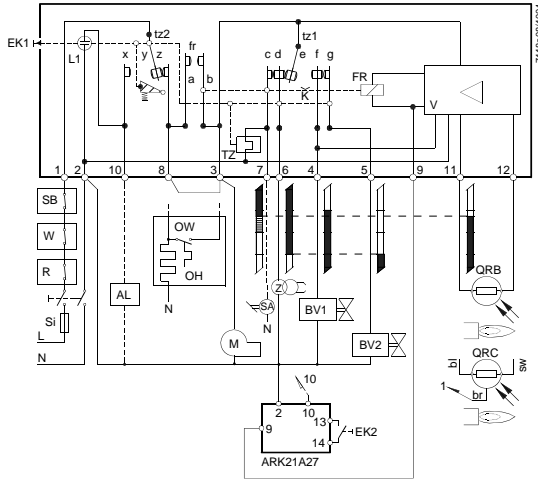 tz2
tz1
EK1
L1
x
y
z
fr
a
b
c
d
e
f
g
K
FR
V
TZ
1
2
10
8
3
7
6
4
5
9
11
12
SB
W
R
Si
L
N
AL
OW
OH
N
M
SA
N
Z
BV1
BV2
QRB
QRC
bl
sw
br
1
10
2
10
9
13
14
EK2
ARK21A27